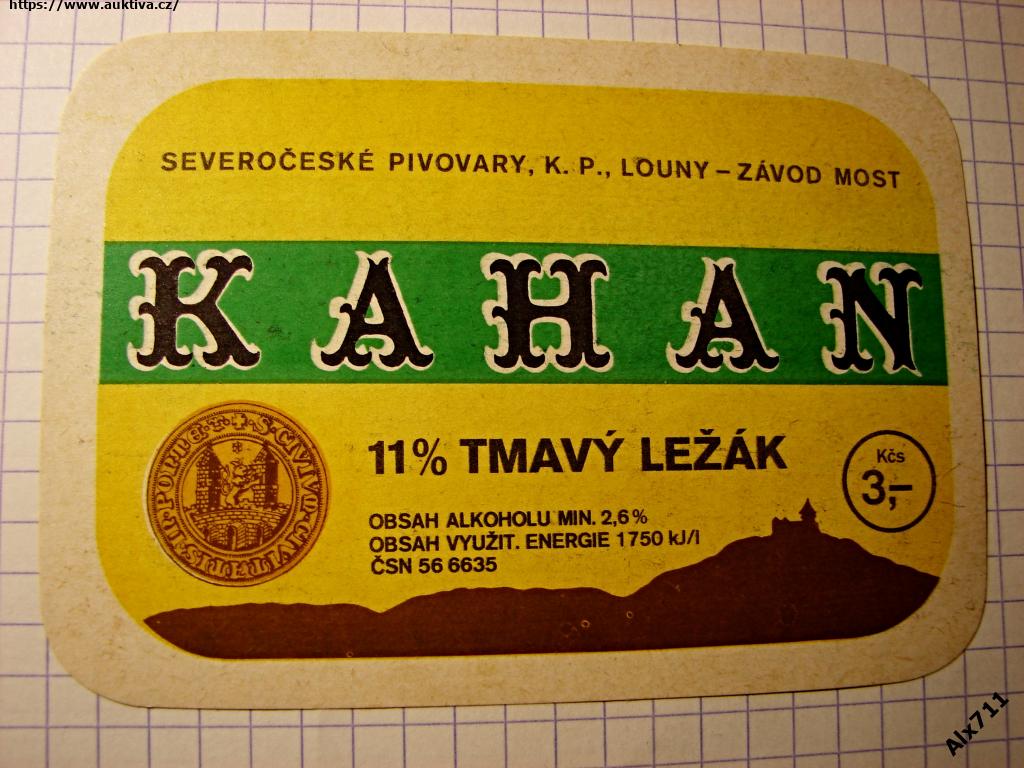 https://www.auktiva.cz/
SEVEROČESKÉ PIVOVARY, K. P., LOUNY – ZÁVOD MOST
KAHAN
11% TMAVÝ LEŽÁK
Kčs
3,–
OBSAH ALKOHOLU MIN. 2,6%
OBSAH VYUŽIT. ENERGIE 1750 kJ/l
ČSN 56 6635
Alx711